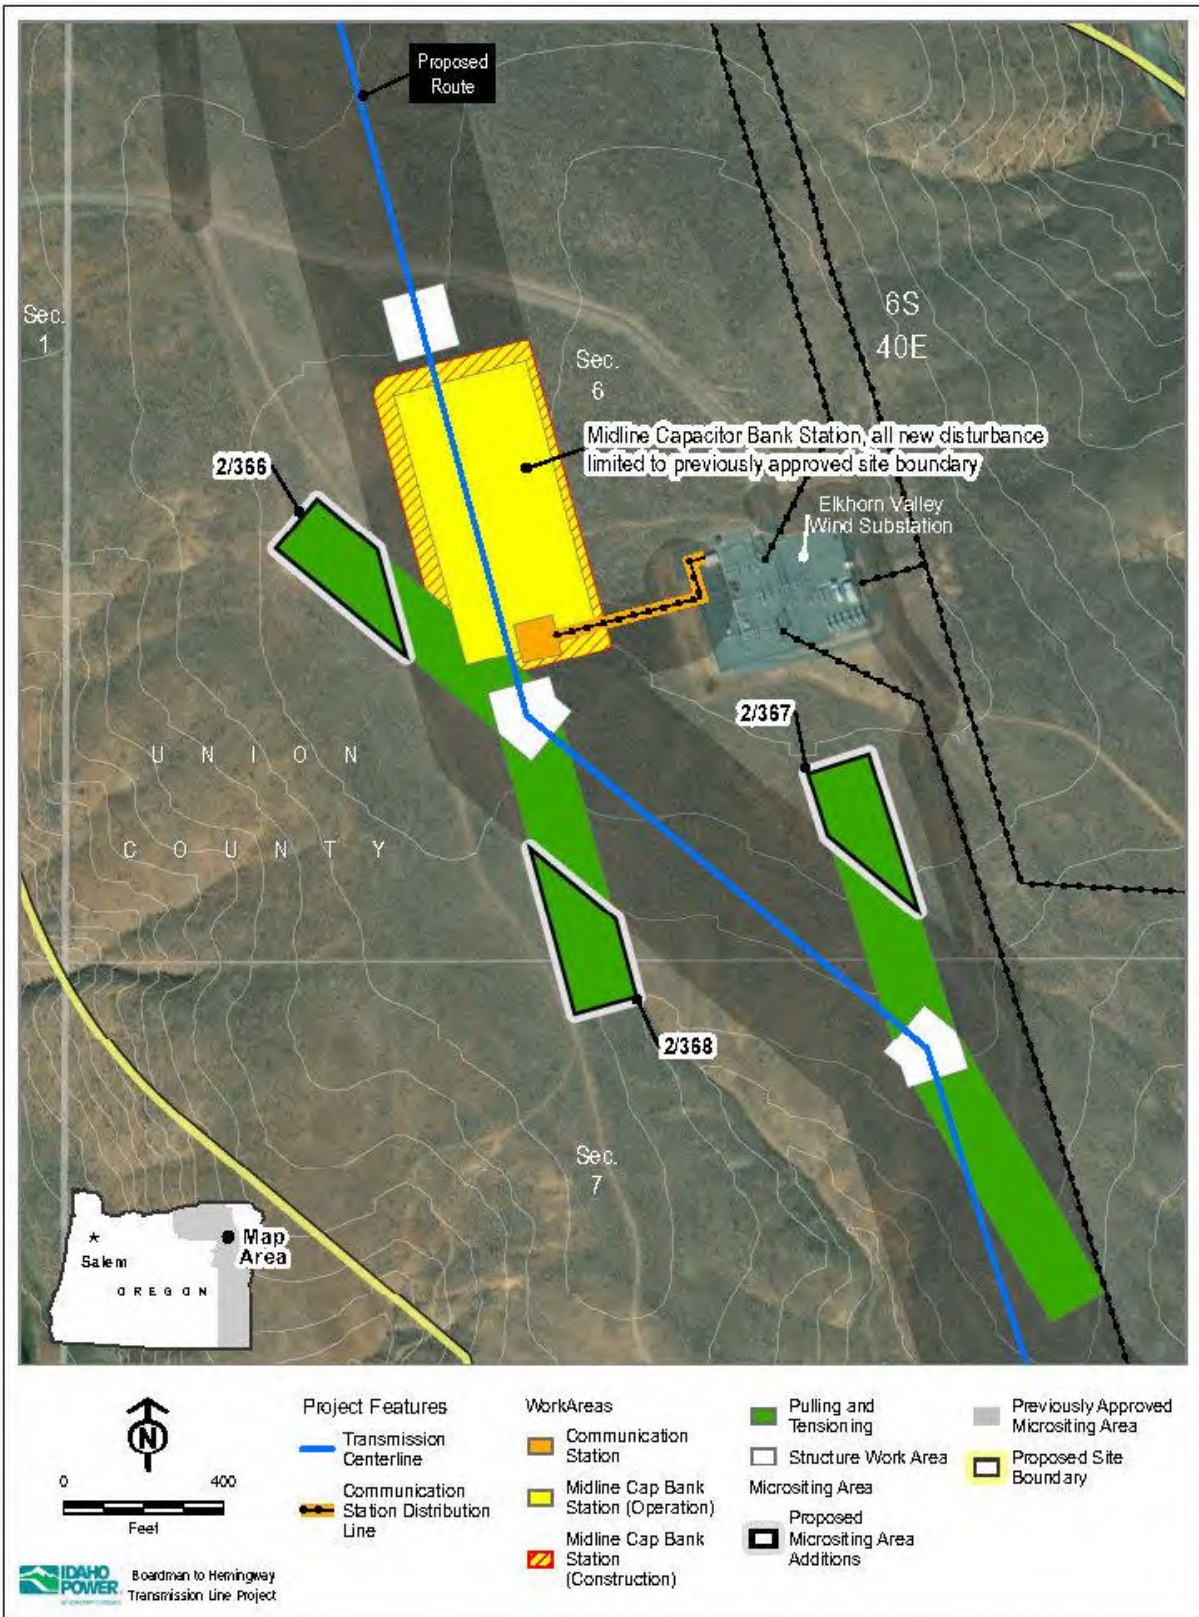 Proposed
Route
Sec.
1
6S
40E
Sec.
6
Midline Capacitor Bank Station, all new disturbance
limited to previously approved site boundary
2/366
Elkhorn Valley
Wind Substation
2/367
UNION
COUNTY
2/368
Sec.
7
Map
Area
Salem
OREGON
N
0 400
Feet
IDAHO
POWER
Boardman to Hemingway
Transmission Line Project
Project Features
Transmission
Centerline
Communication
Station Distribution
Line
WorkAreas
Communication
Station
Midline Cap Bank
Station (Operation)
Midline Cap Bank
Station
(Construction)
Pulling and
Tensioning
Structure Work Area
Micrositing Area
Proposed
Micrositing Area
Additions
Previously Approved
Micrositing Area
Proposed Site
Boundary